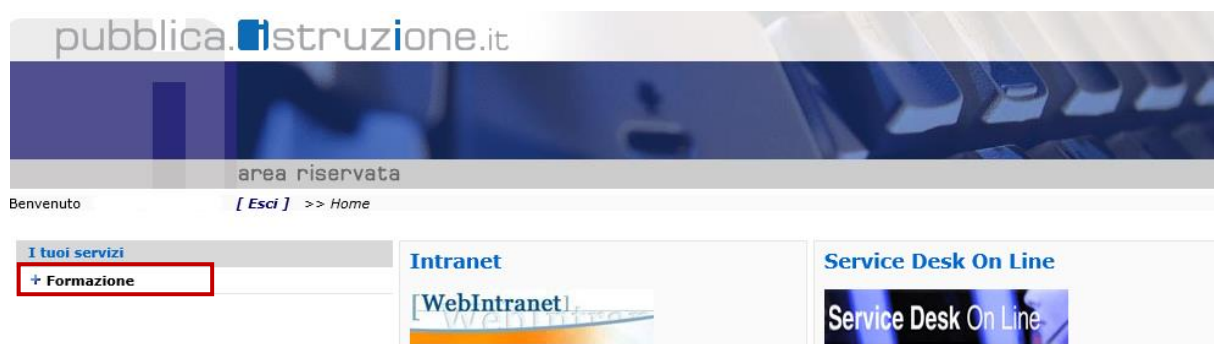 pubblica.istruzione.it
area riservata
Benvenuto [ Esci ] >> Home
I tuoi servizi
+ Formazione
Intranet
[WebIntranet]
Service Desk On Line
Service Desk On Line